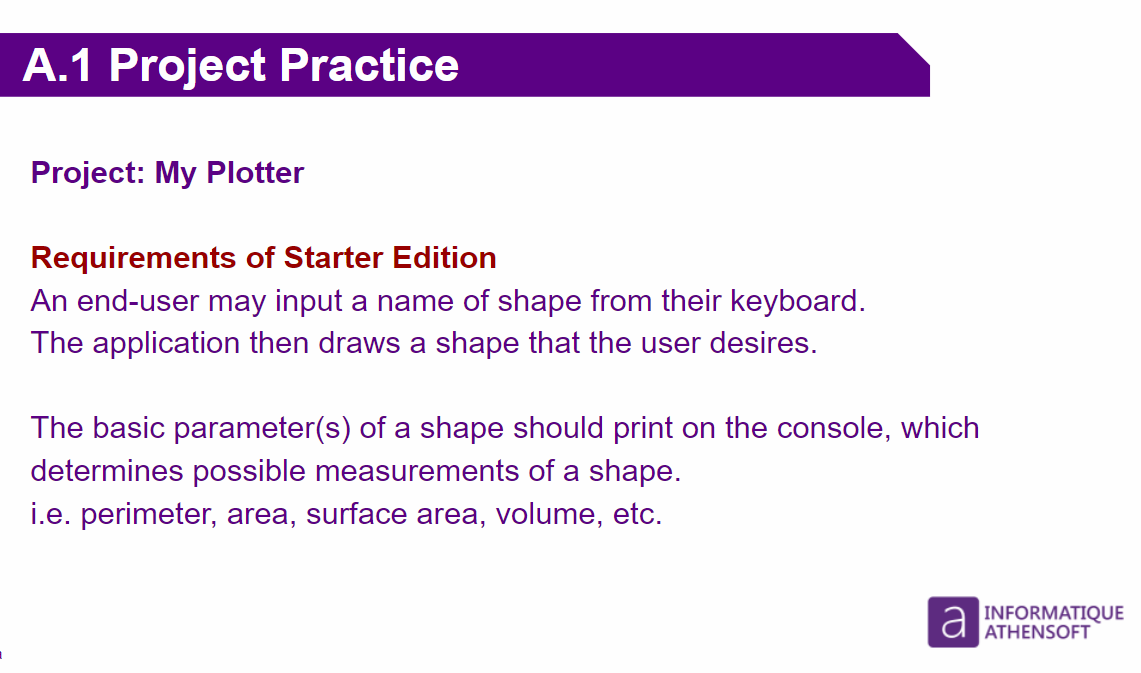 A.1 Project Practice
Project: My Plotter
Requirements of Starter Edition
An end-user may input a name of shape from their keyboard.
The application then draws a shape that the user desires.
The basic parameter(s) of a shape should print on the console, which
determines possible measurements of a shape.
i.e. perimeter, area, surface area, volume, etc.
a INFORMATIQUE
ATHENSOFT